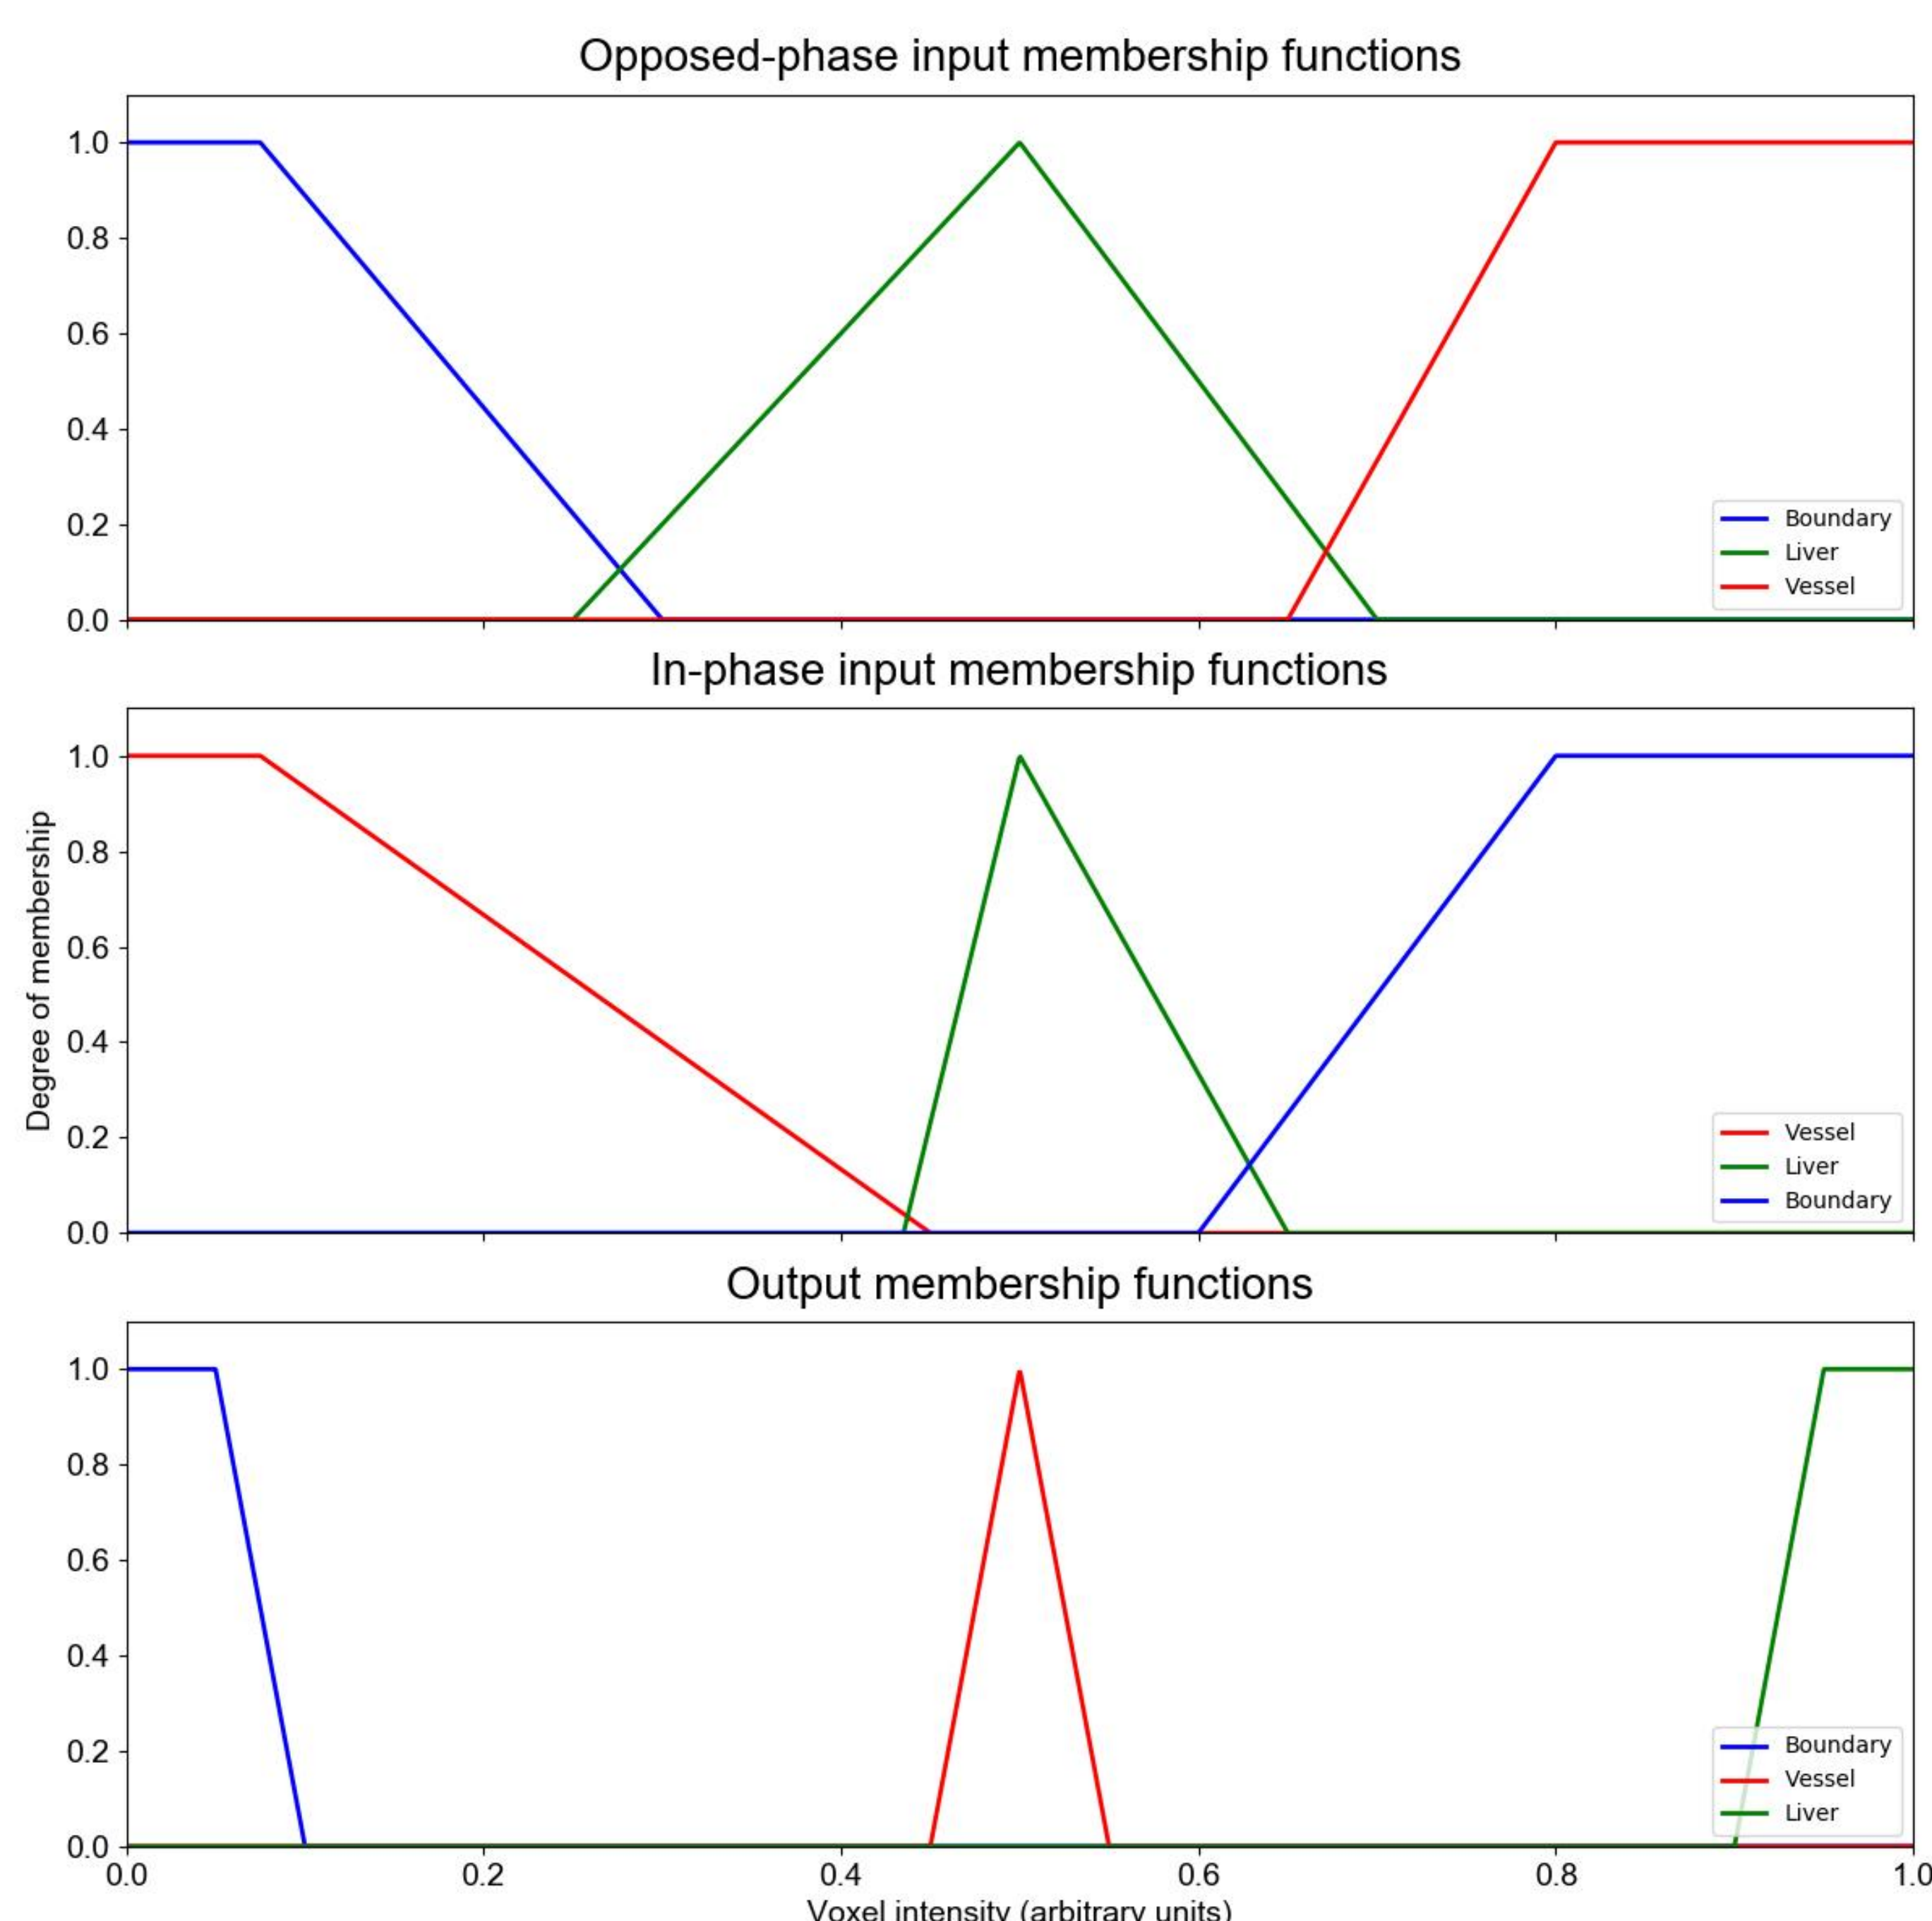 Opposed-phase input membership functions
1.0
0.8
0.6
0.4
0.2
0.0
Boundary
Liver
Vessel
In-phase input membership functions
Degree of membership
1.0
0.8
0.6
0.4
0.2
0.0
Vessel
Liver
Boundary
Output membership functions
1.0
0.8
0.6
0.4
0.2
0.0
Boundary
Vessel
Liver
0.0 0.2 0.4 0.6 0.8 1.0
Voxel intensity (arbitrary units)